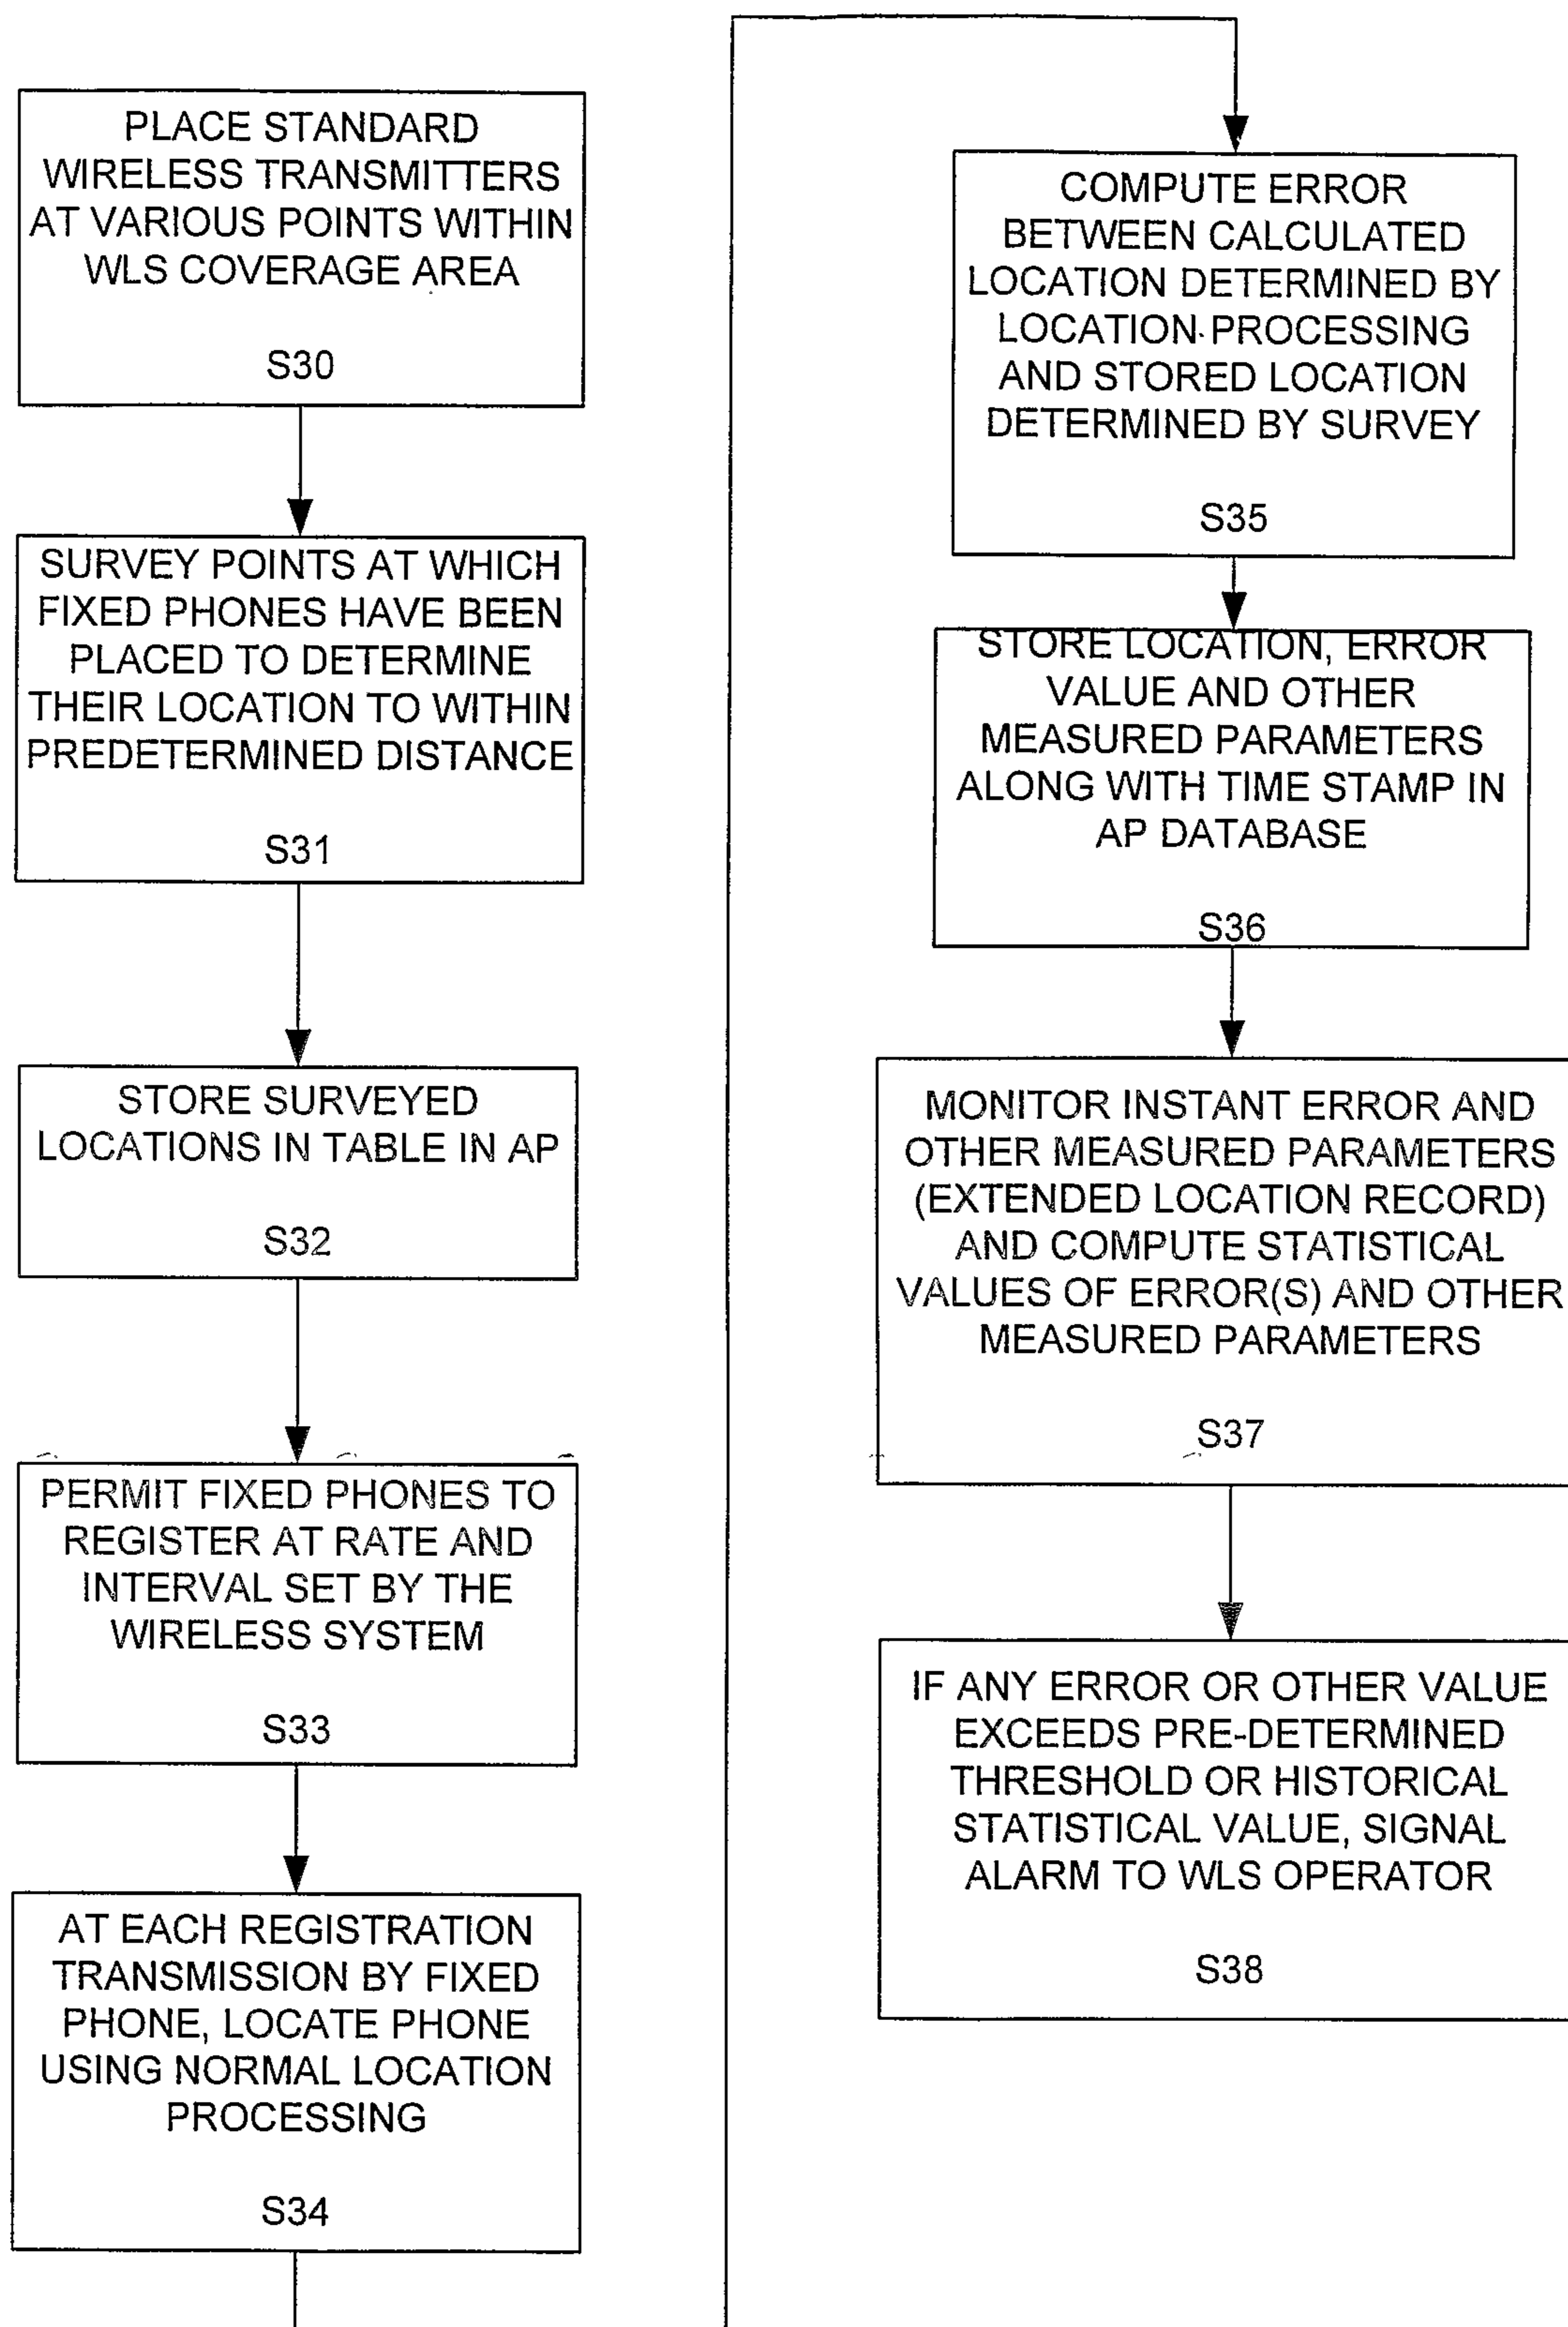 PLACE STANDARD
WIRELESS TRANSMITTERS
AT VARIOUS POINTS WITHIN
WLS COVERAGE AREA
S30
SURVEY POINTS AT WHICH
FIXED PHONES HAVE BEEN
PLACED TO DETERMINE
THEIR LOCATION TO WITHIN
PREDETERMINED DISTANCE
S31
STORE SURVEYED
LOCATIONS IN TABLE IN AP
S32
PERMIT FIXED PHONES TO
REGISTER AT RATE AND
INTERVAL SET BY THE
WIRELESS SYSTEM
S33
AT EACH REGISTRATION
TRANSMISSION BY FIXED
PHONE, LOCATE PHONE
USING NORMAL LOCATION
PROCESSING
S34
COMPUTE ERROR
BETWEEN CALCULATED
LOCATION DETERMINED BY
LOCATION PROCESSING
AND STORED LOCATION
DETERMINED BY SURVEY
S35
STORE LOCATION, ERROR
VALUE AND OTHER
MEASURED PARAMETERS
ALONG WITH TIME STAMP IN
AP DATABASE
S36
MONITOR INSTANT ERROR AND
OTHER MEASURED PARAMETERS
(EXTENDED LOCATION RECORD)
AND COMPUTE STATISTICAL
VALUES OF ERROR(S) AND OTHER
MEASURED PARAMETERS
S37
IF ANY ERROR OR OTHER VALUE
EXCEEDS PRE-DETERMINED
THRESHOLD OR HISTORICAL
STATISTICAL VALUE, SIGNAL
ALARM TO WLS OPERATOR
S38